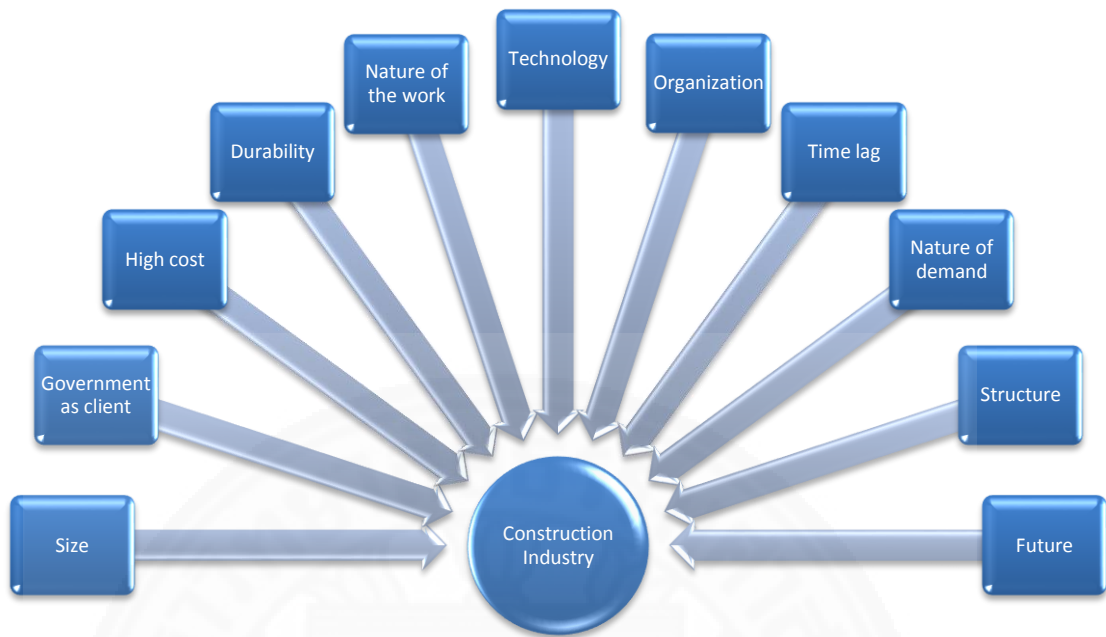 Technology
Nature of
the work
Organization
Durability
Time lag
High cost
Nature of
demand
Government
as client
Structure
Size
Construction
Industry
Future